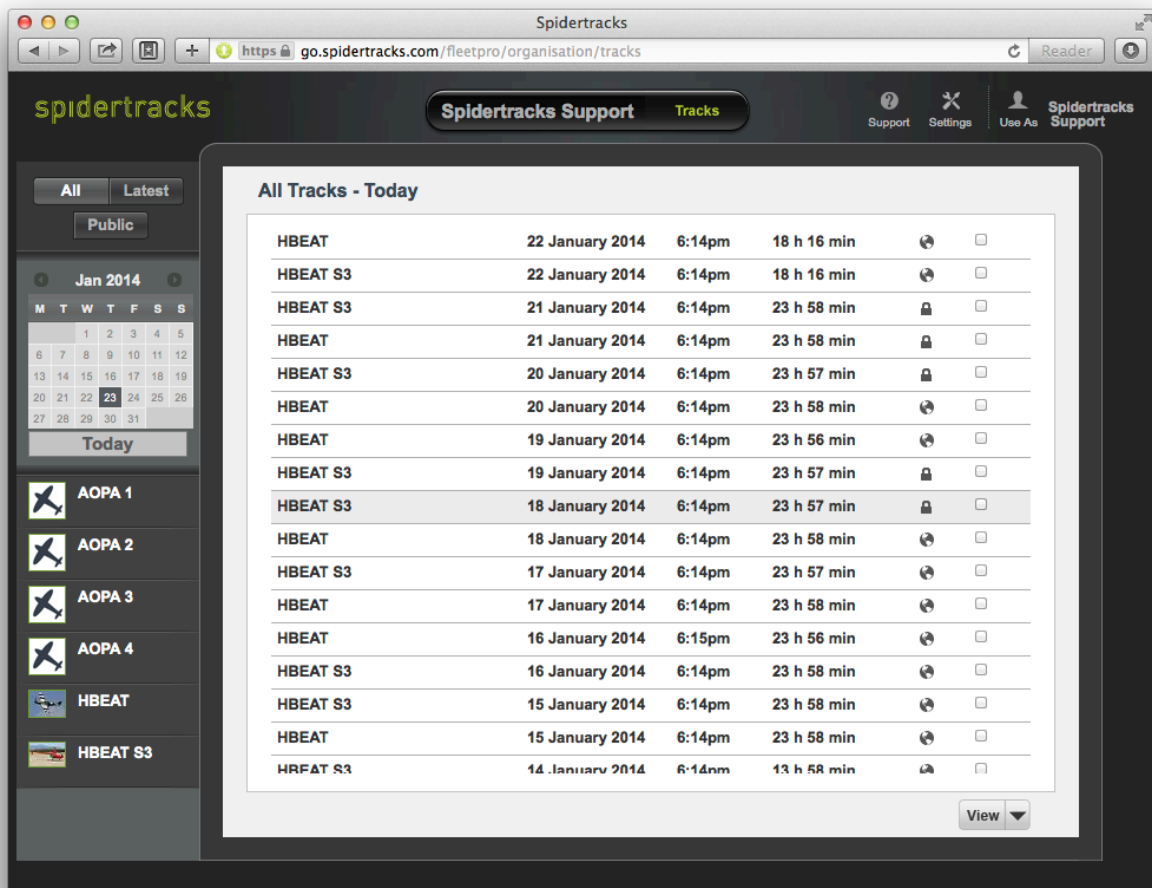 Spidertracks
https go.spidertracks.com/fleetpro/organisation/tracks
Reader
spidertracks
Spidertracks Support Tracks
Support Settings Use As Spidertracks Support
All Latest
Public
Jan 2014
M T W T F S S
1 2 3 4 5
6 7 8 9 10 11 12
13 14 15 16 17 18 19
20 21 22 23 24 25 26
27 28 29 30 31
Today
AOPA 1
AOPA 2
AOPA 3
AOPA 4
HBEAT
HBEAT S3
All Tracks - Today
HBEAT 22 January 2014 6:14pm 18 h 16 min
HBEAT S3 22 January 2014 6:14pm 18 h 16 min
HBEAT S3 21 January 2014 6:14pm 23 h 58 min
HBEAT 21 January 2014 6:14pm 23 h 58 min
HBEAT S3 20 January 2014 6:14pm 23 h 57 min
HBEAT 20 January 2014 6:14pm 23 h 58 min
HBEAT 19 January 2014 6:14pm 23 h 56 min
HBEAT S3 19 January 2014 6:14pm 23 h 57 min
HBEAT S3 18 January 2014 6:14pm 23 h 57 min
HBEAT 18 January 2014 6:14pm 23 h 58 min
HBEAT S3 17 January 2014 6:14pm 23 h 57 min
HBEAT 17 January 2014 6:14pm 23 h 58 min
HBEAT 16 January 2014 6:15pm 23 h 56 min
HBEAT S3 16 January 2014 6:14pm 23 h 58 min
HBEAT S3 15 January 2014 6:14pm 23 h 58 min
HBEAT 15 January 2014 6:14pm 23 h 58 min
HBEAT S3 14 January 2014 6:14pm 13 h 58 min
View